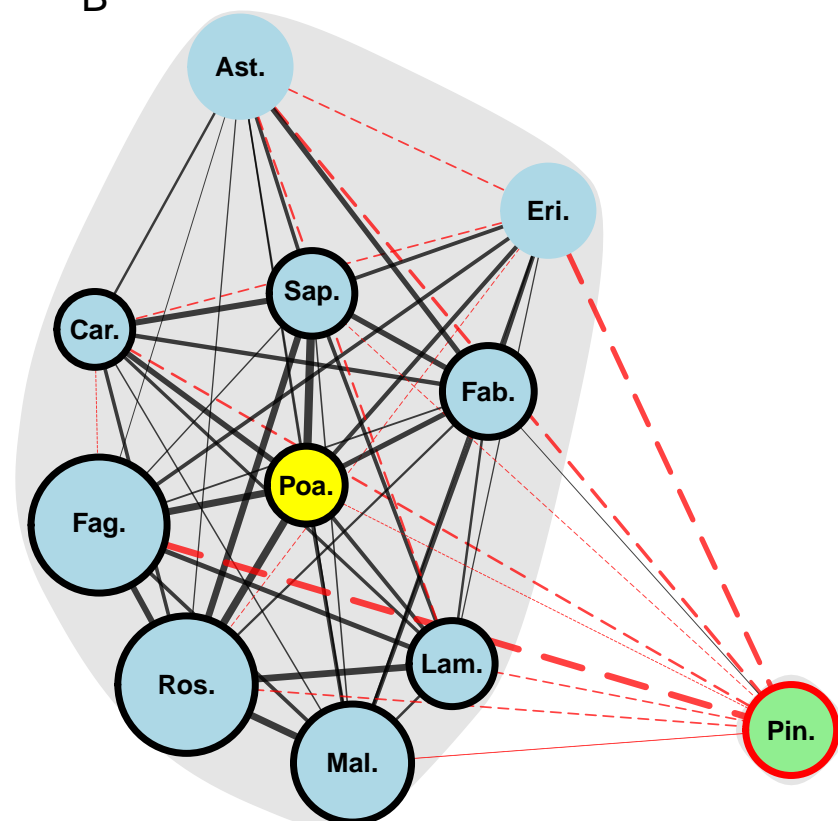 B
Ast.
Eri.
Sap.
Car.
Fab.
Poa.
Fag.
Lam.
Ros.
Pin.
Mal.